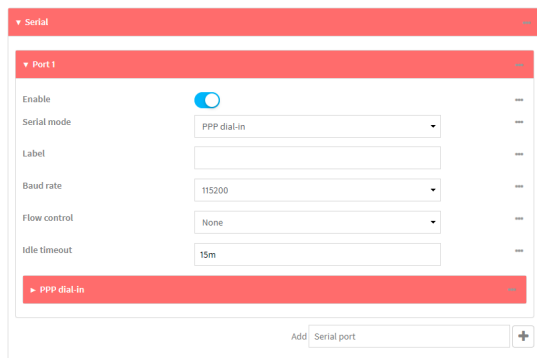 Serial
Port 1
Enable
Serial mode PPP dial-in
Label
Baud rate 115200
Flow control None
Idle timeout 15m
PPP dial-in
Add Serial port